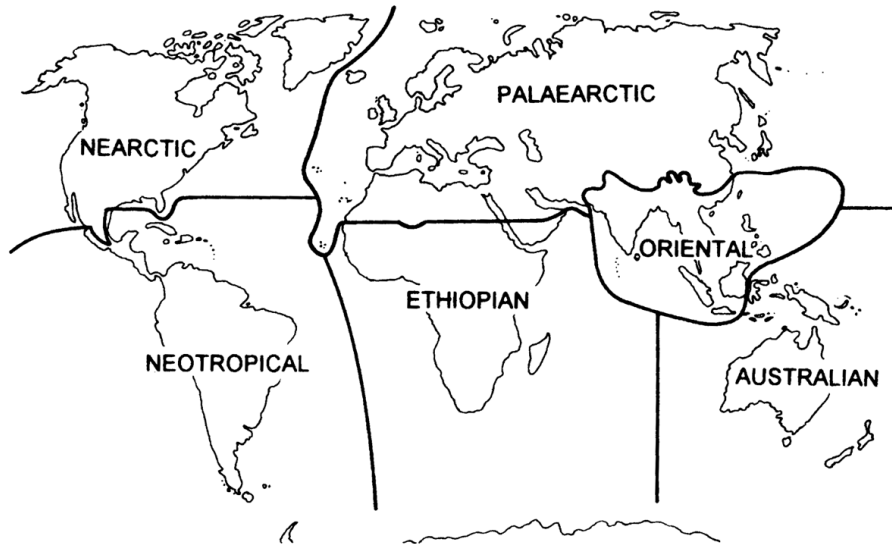 PALAEARCTIC
NEARCTIC
ORIENTAL
ETHIOPIAN
NEOTROPICAL
AUSTRALIAN